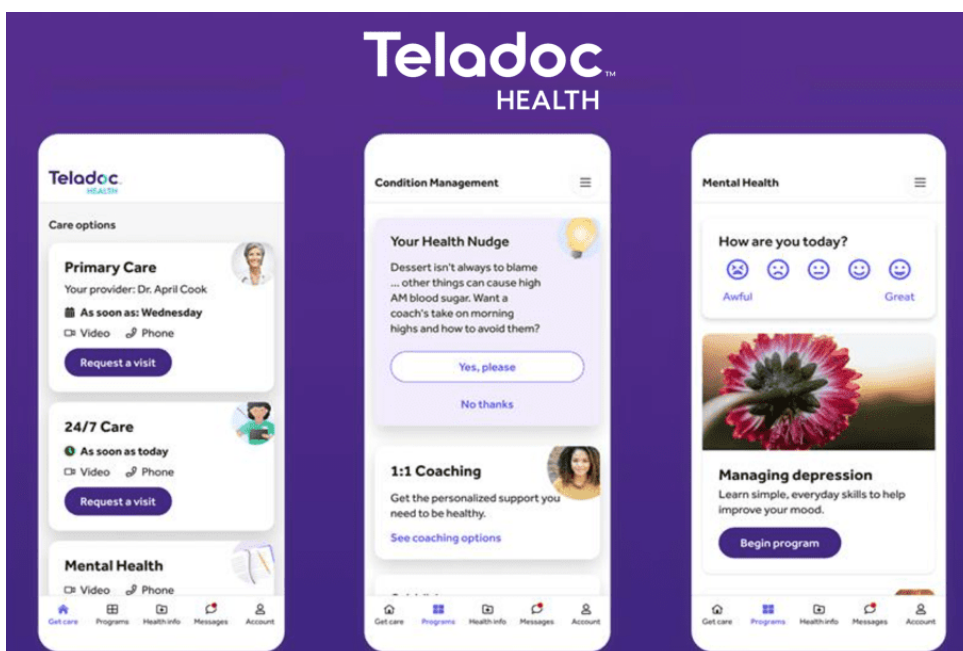 Teladoc™
HEALTH
Teladoc
HEALTH
Care options
Primary Care
Your provider: Dr. April Cook
As soon as: Wednesday
Video Phone
Request a visit
24/7 Care
As soon as today
Video Phone
Request a visit
Mental Health
Video Phone
Get care Programs Health info Messages Account
Condition Management
Your Health Nudge
Dessert isn't always to blame
... other things can cause high
AM blood sugar. Want a
coach's take on morning
highs and how to avoid them?
Yes, please
No thanks
1:1 Coaching
Get the personalized support you
need to be healthy.
See coaching options
Get care Programs Health info Messages Account
Mental Health
How are you today?
Awful Great
Managing depression
Learn simple, everyday skills to help
improve your mood.
Begin program
Get care Programs Health info Messages Account